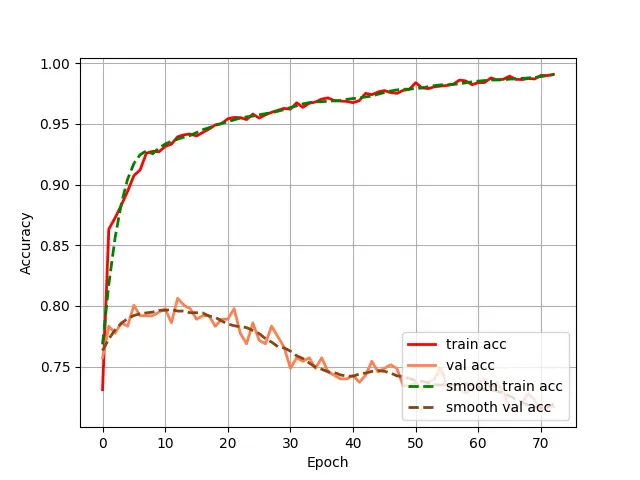 1.00
0.95
0.90
0.85
0.80
0.75
Accuracy
0 10 20 30 40 50 60 70
Epoch
train acc
val acc
smooth train acc
smooth val acc